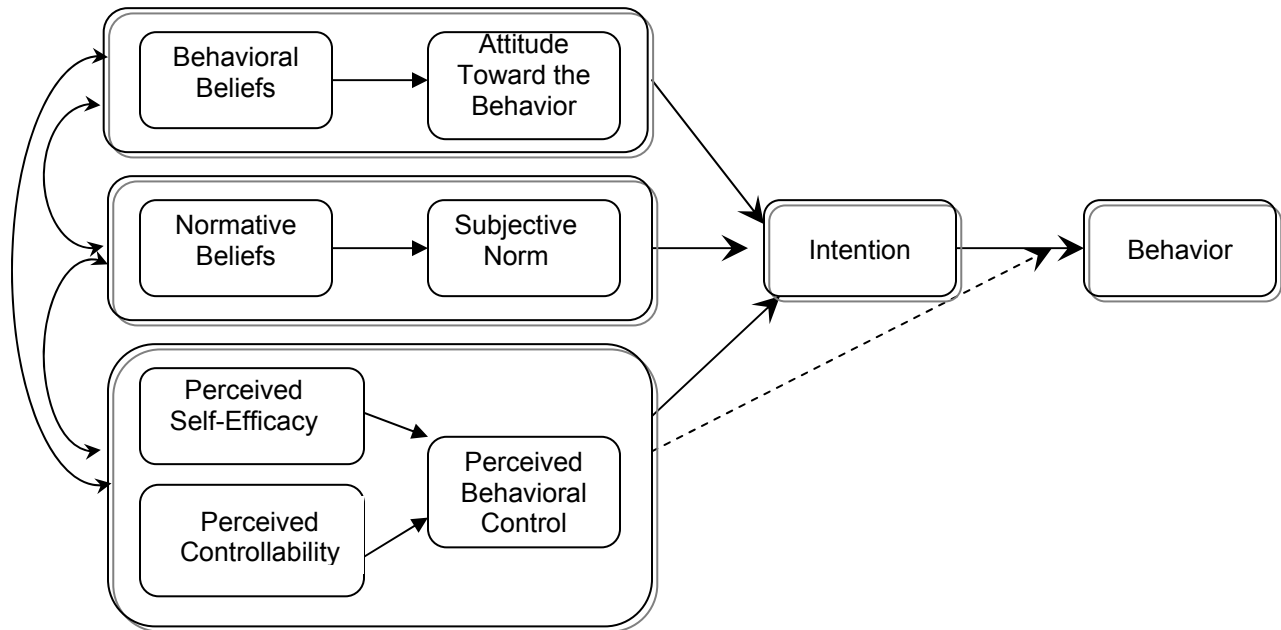 Behavioral
Beliefs
Attitude
Toward the
Behavior
Normative
Beliefs
Subjective
Norm
Intention
Behavior
Perceived
Self-Efficacy
Perceived
Behavioral
Control
Perceived
Controllability